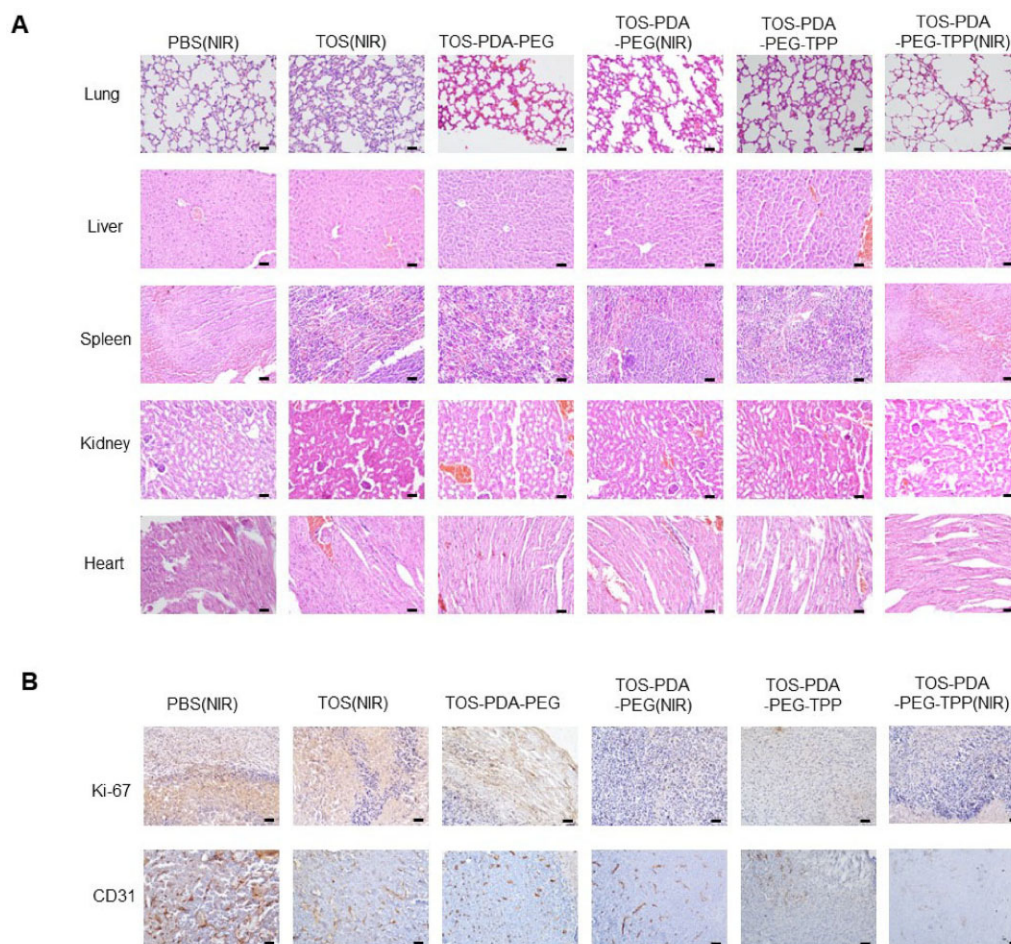 A
PBS(NIR)
TOS(NIR)
TOS-PDA-PEG
TOS-PDA
-PEG(NIR)
TOS-PDA
-PEG-TPP
TOS-PDA
-PEG-TPP(NIR)
Lung
Liver
Spleen
Kidney
Heart
B
PBS(NIR)
TOS(NIR)
TOS-PDA-PEG
TOS-PDA
-PEG(NIR)
TOS-PDA
-PEG-TPP
TOS-PDA
-PEG-TPP(NIR)
Ki-67
CD31